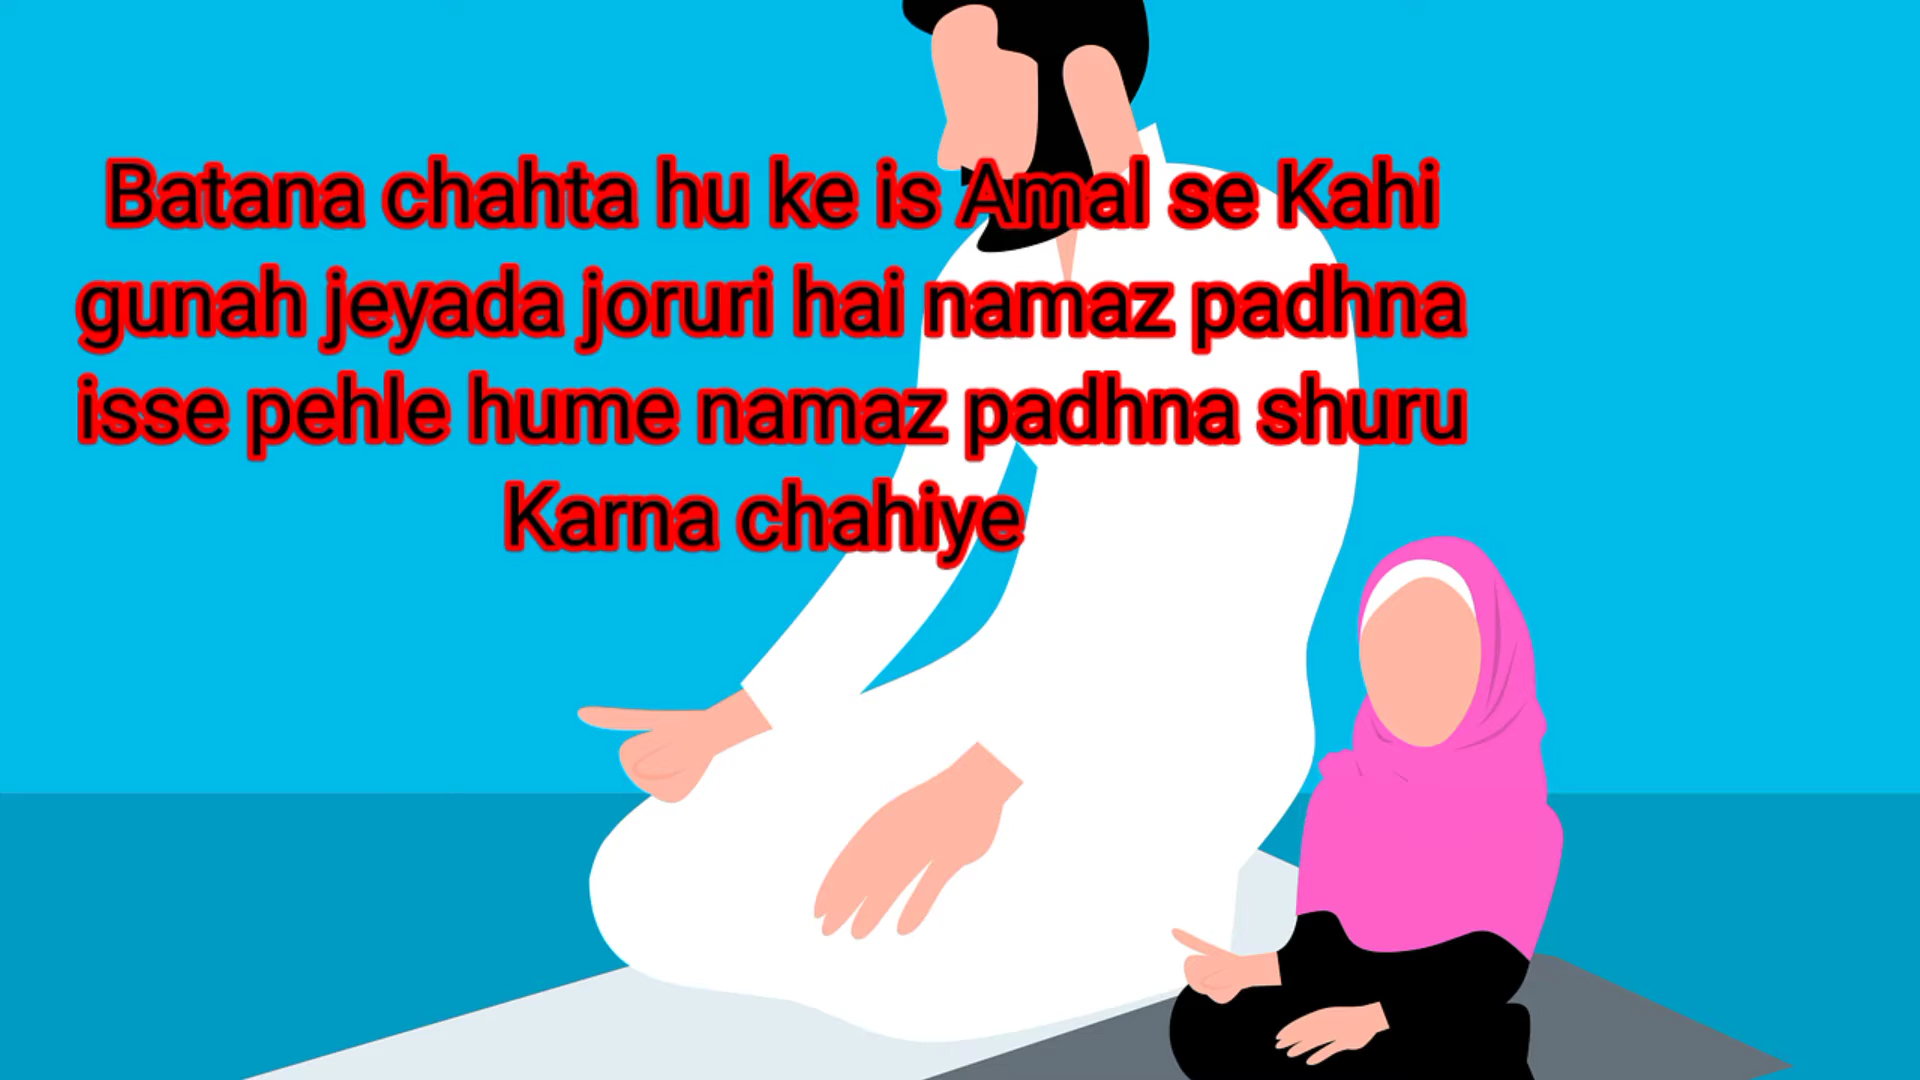 Batana chahta hu ke is Amal se Kahi
gunah jeyada joruri hai namaz padhna
isse pehle hume namaz padhna shuru
Karna chahiye